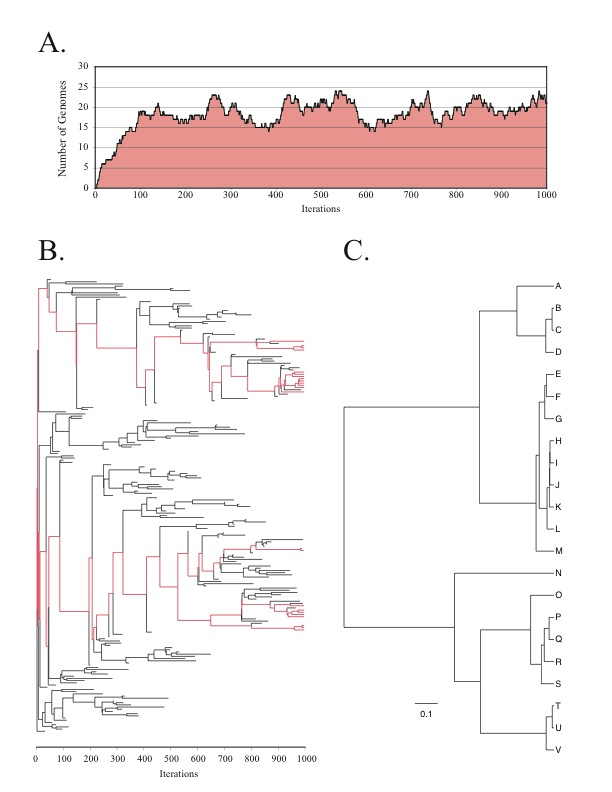 A.
Number of Genomes
30
25
20
15
10
5
0
0 100 200 300 400 500 600 700 800 900 1000
Iterations
B.
0 100 200 300 400 500 600 700 800 900 1000
Iterations
C.
A
B
C
D
E
F
G
H
I
J
K
L
M
N
O
P
Q
R
S
T
U
V
0.1